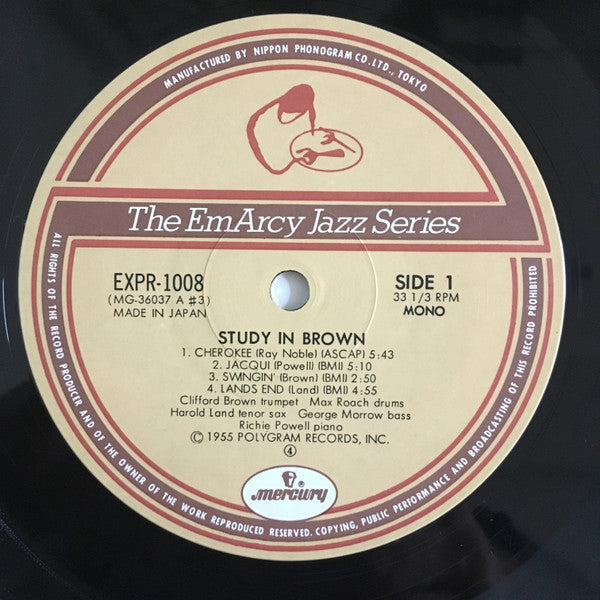 MANUFACTURED BY NIPPON PHONOGRAM CO., LTD., TOKYO
The EmArcy Jazz Series
EXPR-1008
(MG-36037 A #3)
MADE IN JAPAN
SIDE 1
33 1/3 RPM
MONO
STUDY IN BROWN
1. CHEROKEE (Ray Noble) (ASCAP) 5:43
2. JACQUI (Powell) (BMI) 5:10
3. SWINGIN' (Brown) (BMI) 2:50
4. LANDS END (Land) (BMI) 4:55
Clifford Brown trumpet Max Roach drums
Harold Land tenor sax George Morrow bass
Richie Powell piano
© 1955 POLYGRAM RECORDS, INC.
④
mercury ®
ALL RIGHTS OF THE RECORD PRODUCER AND OF THE OWNER OF THE WORK REPRODUCED RESERVED. COPYING, PUBLIC PERFORMANCE AND BROADCASTING OF THIS RECORD PROHIBITED